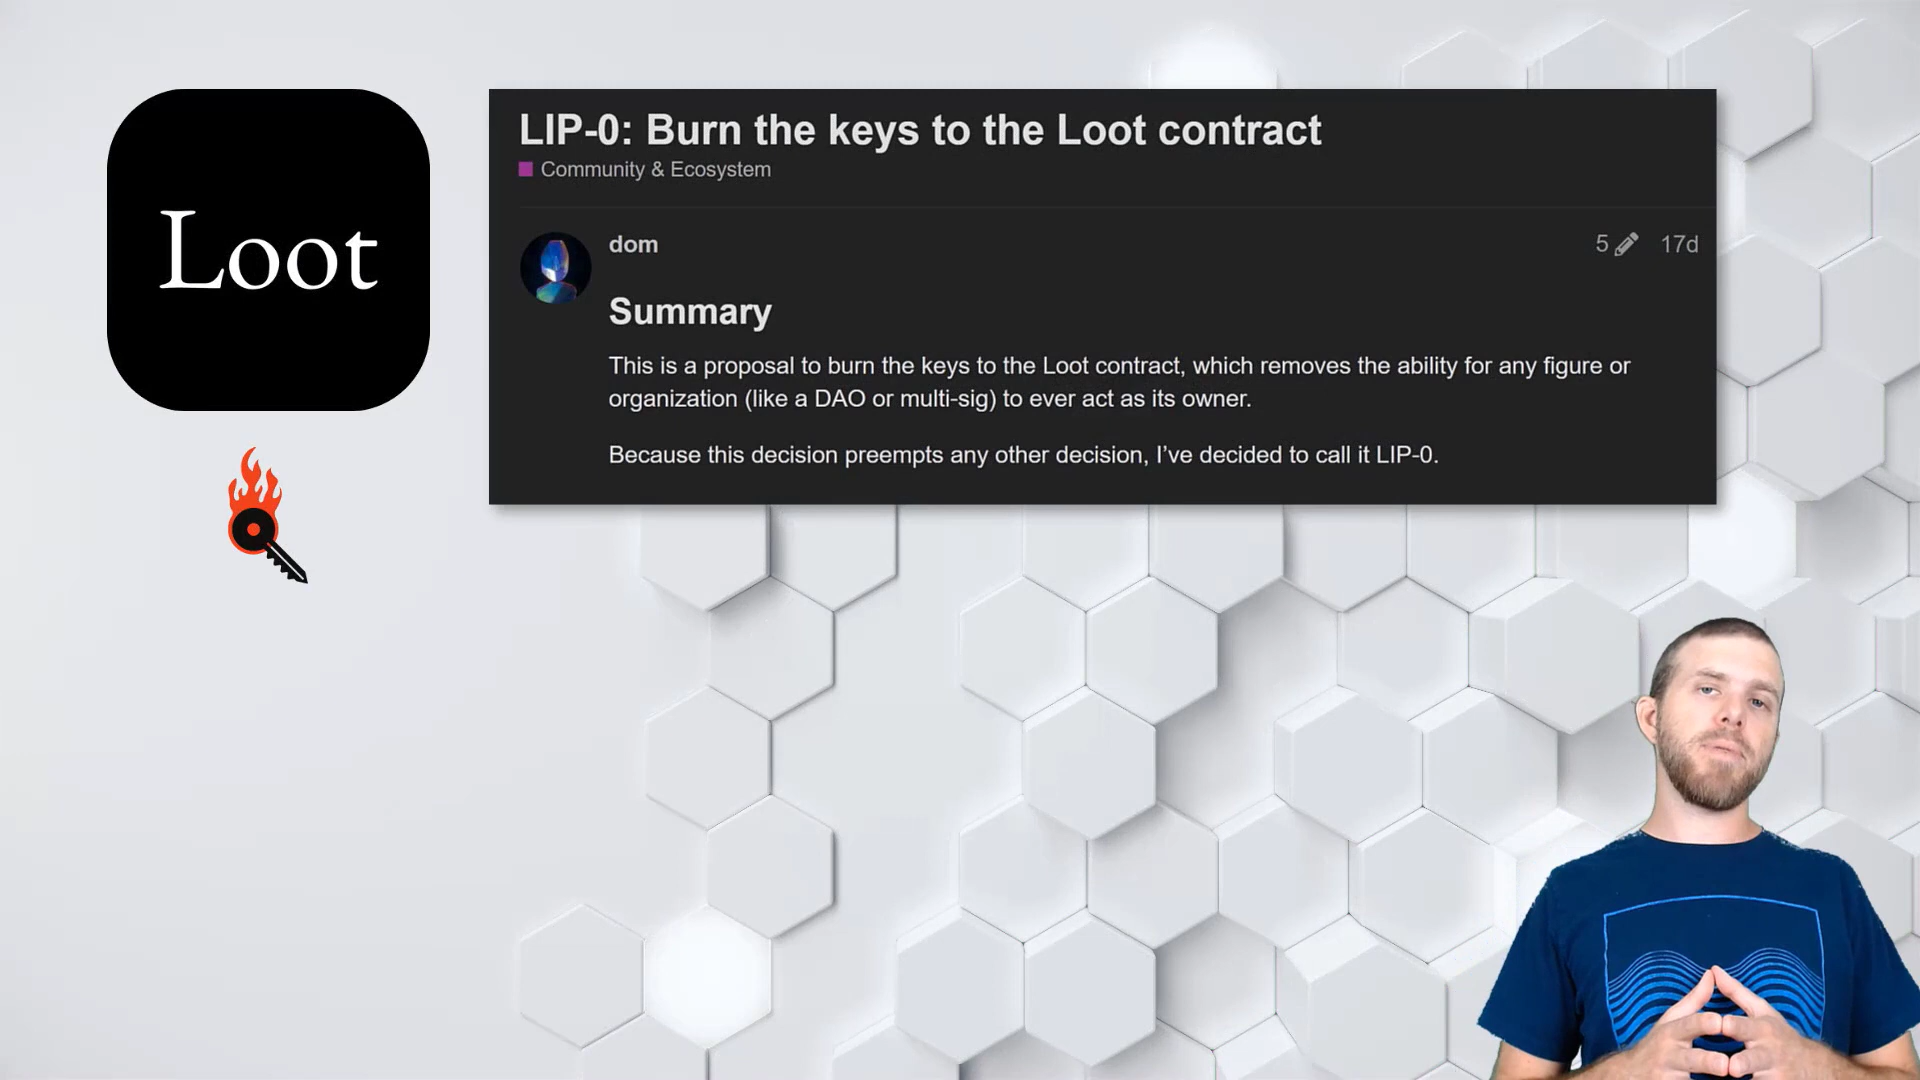 Loot
LIP-0: Burn the keys to the Loot contract
Community & Ecosystem
dom
5 17d
Summary
This is a proposal to burn the keys to the Loot contract, which removes the ability for any figure or
organization (like a DAO or multi-sig) to ever act as its owner.
Because this decision preempts any other decision, I’ve decided to call it LIP-0.